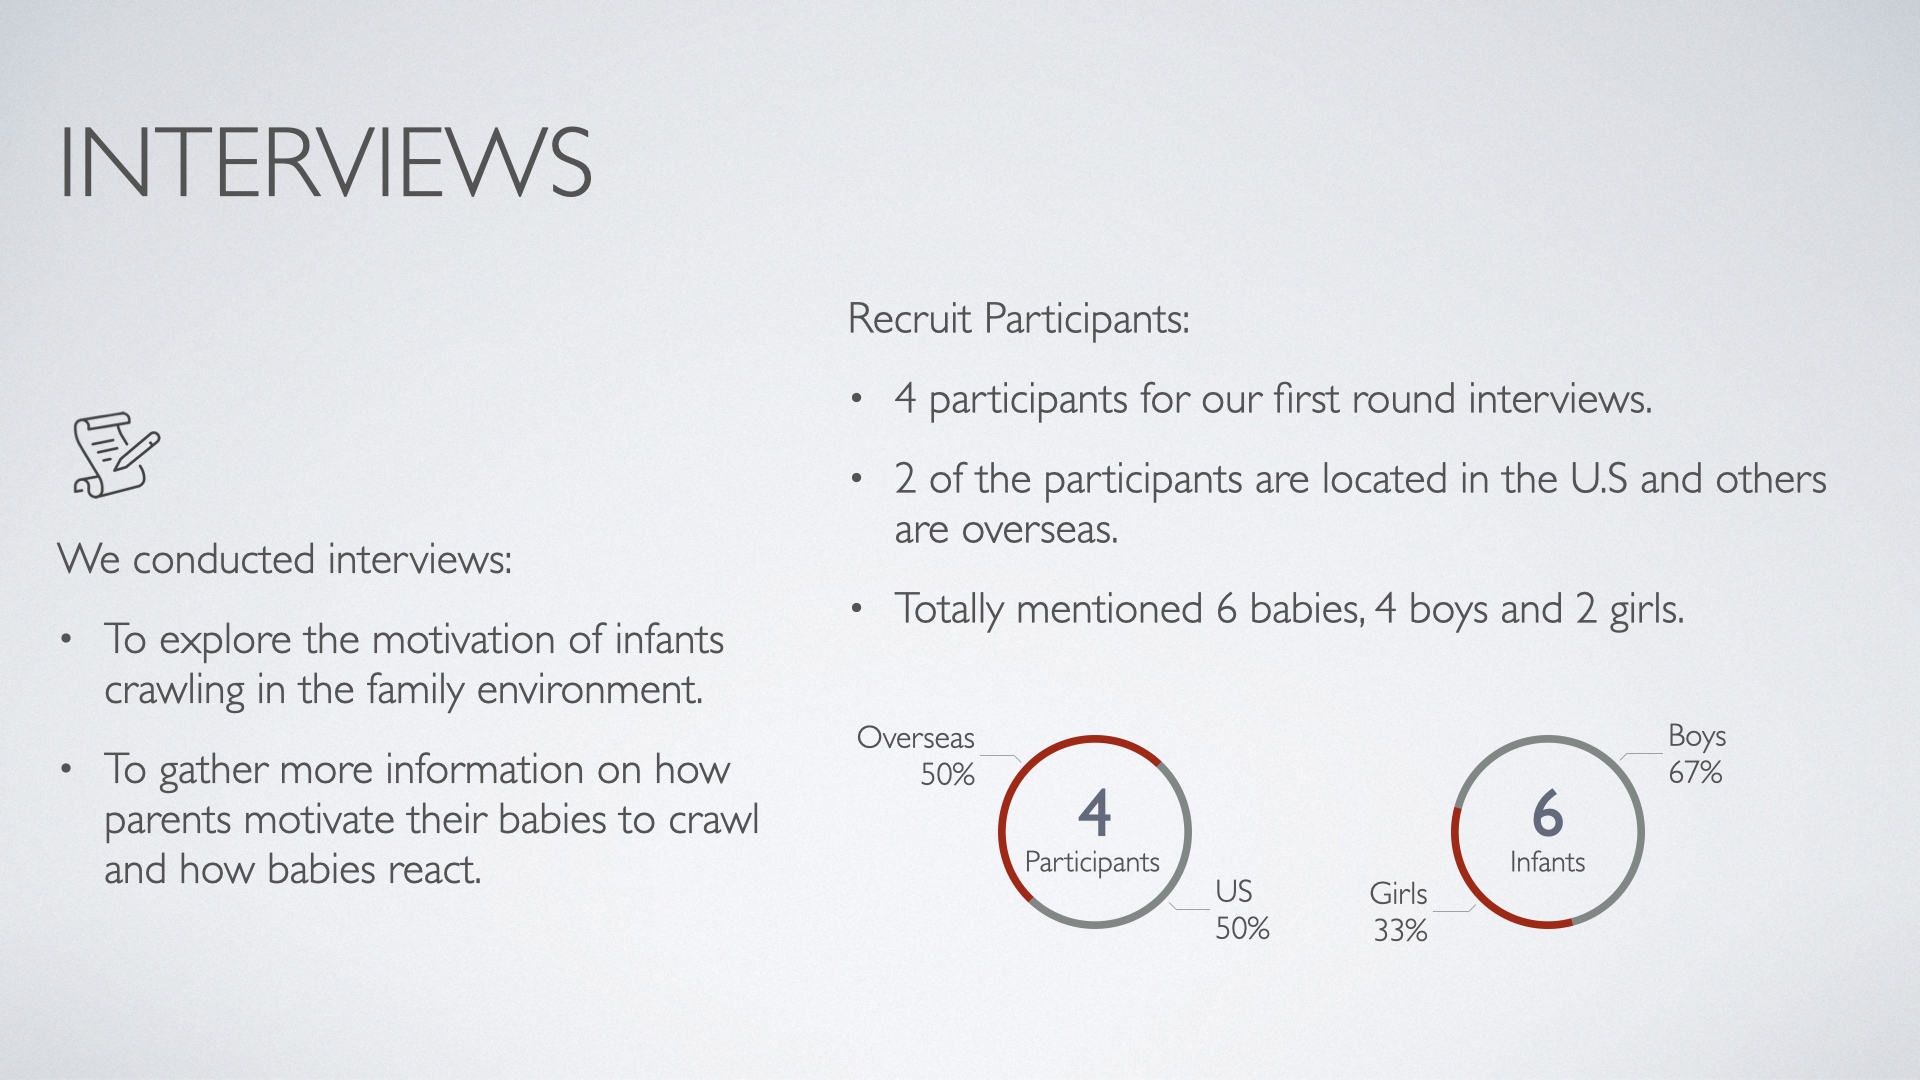 INTERVIEWS
We conducted interviews:
• To explore the motivation of infants
crawling in the family environment.
• To gather more information on how
parents motivate their babies to crawl
and how babies react.
Recruit Participants:
• 4 participants for our first round interviews.
• 2 of the participants are located in the U.S and others
are overseas.
• Totally mentioned 6 babies, 4 boys and 2 girls.
Overseas
50%
4
Participants
US
50%
Boys
67%
6
Infants
Girls
33%